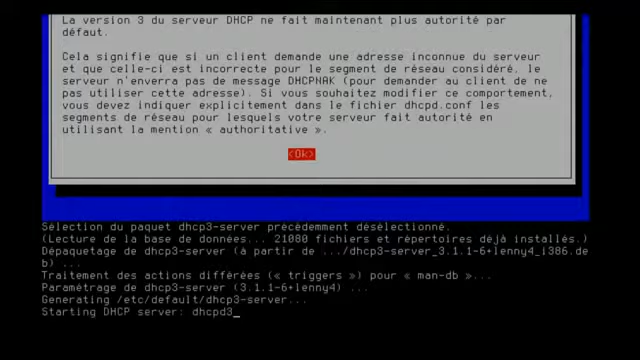 La version 3 du serveur DHCP ne fait maintenant plus autorité par
défaut.
Cela signifie que si un client demande une adresse inconnue du serveur
et que celle-ci est incorrecte pour le segment de réseau considéré, le
serveur n'enverra pas de message DHCPNAK (pour demander au client de ne
pas utiliser cette adresse). Si vous souhaitez modifier ce comportement,
vous devez indiquer explicitement dans le fichier dhcpd.conf les
segments de réseau pour lesquels votre serveur fait autorité en
utilisant la mention « authoritative ».
<Ok>
Sélection du paquet dhcp3-server précédemment désélectionné.
(Lecture de la base de données... 21080 fichiers et répertoires déjà installés.)
Dépaquetage de dhcp3-server (à partir de .../dhcp3-server_3.1.1-6+lenny4_i386.de
b) ...
Traitement des actions différées (« triggers ») pour « man-db »...
Paramétrage de dhcp3-server (3.1.1-6+lenny4) ...
Generating /etc/default/dhcp3-server...
Starting DHCP server: dhcpd3